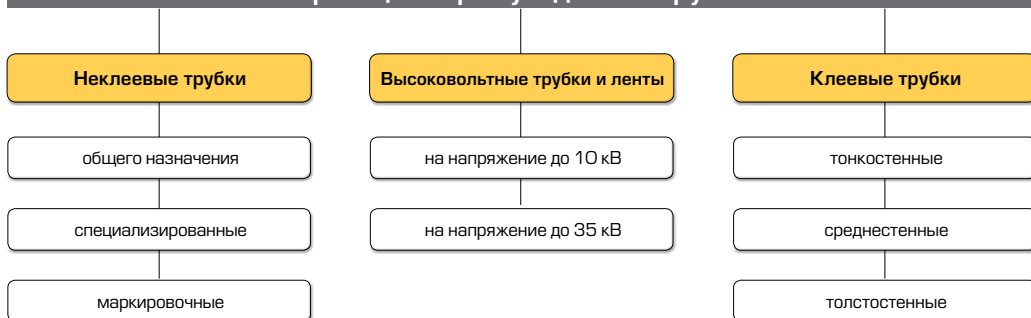 Неклеевые трубки
Высоковольтные трубки и ленты
Клеевые трубки
общего назначения
на напряжение до 10 кВ
тонкостенные
специализированные
на напряжение до 35 кВ
среднестенные
маркировочные
толстостенные